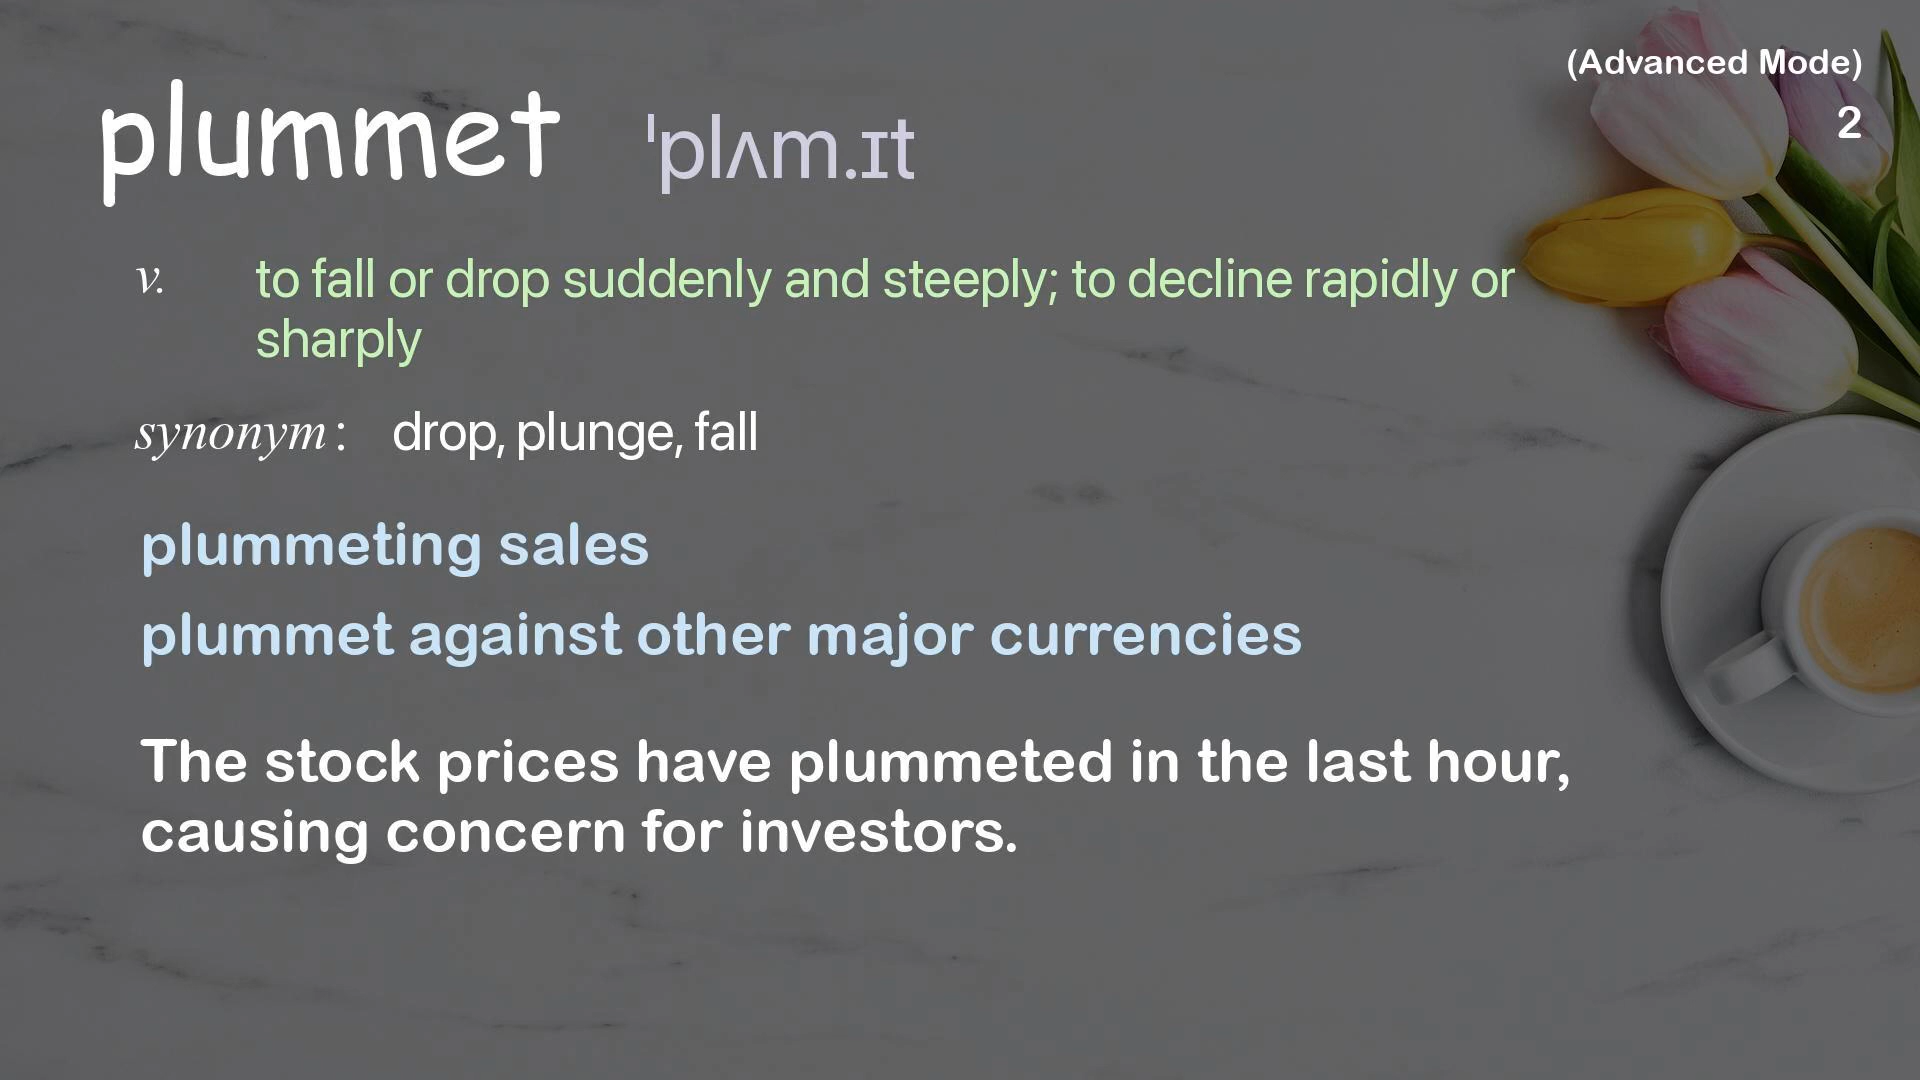 (Advanced Mode)
2
plummet ˈplʌm.ɪt
v. to fall or drop suddenly and steeply; to decline rapidly or
sharply
synonym : drop, plunge, fall
plummeting sales
plummet against other major currencies
The stock prices have plummeted in the last hour,
causing concern for investors.